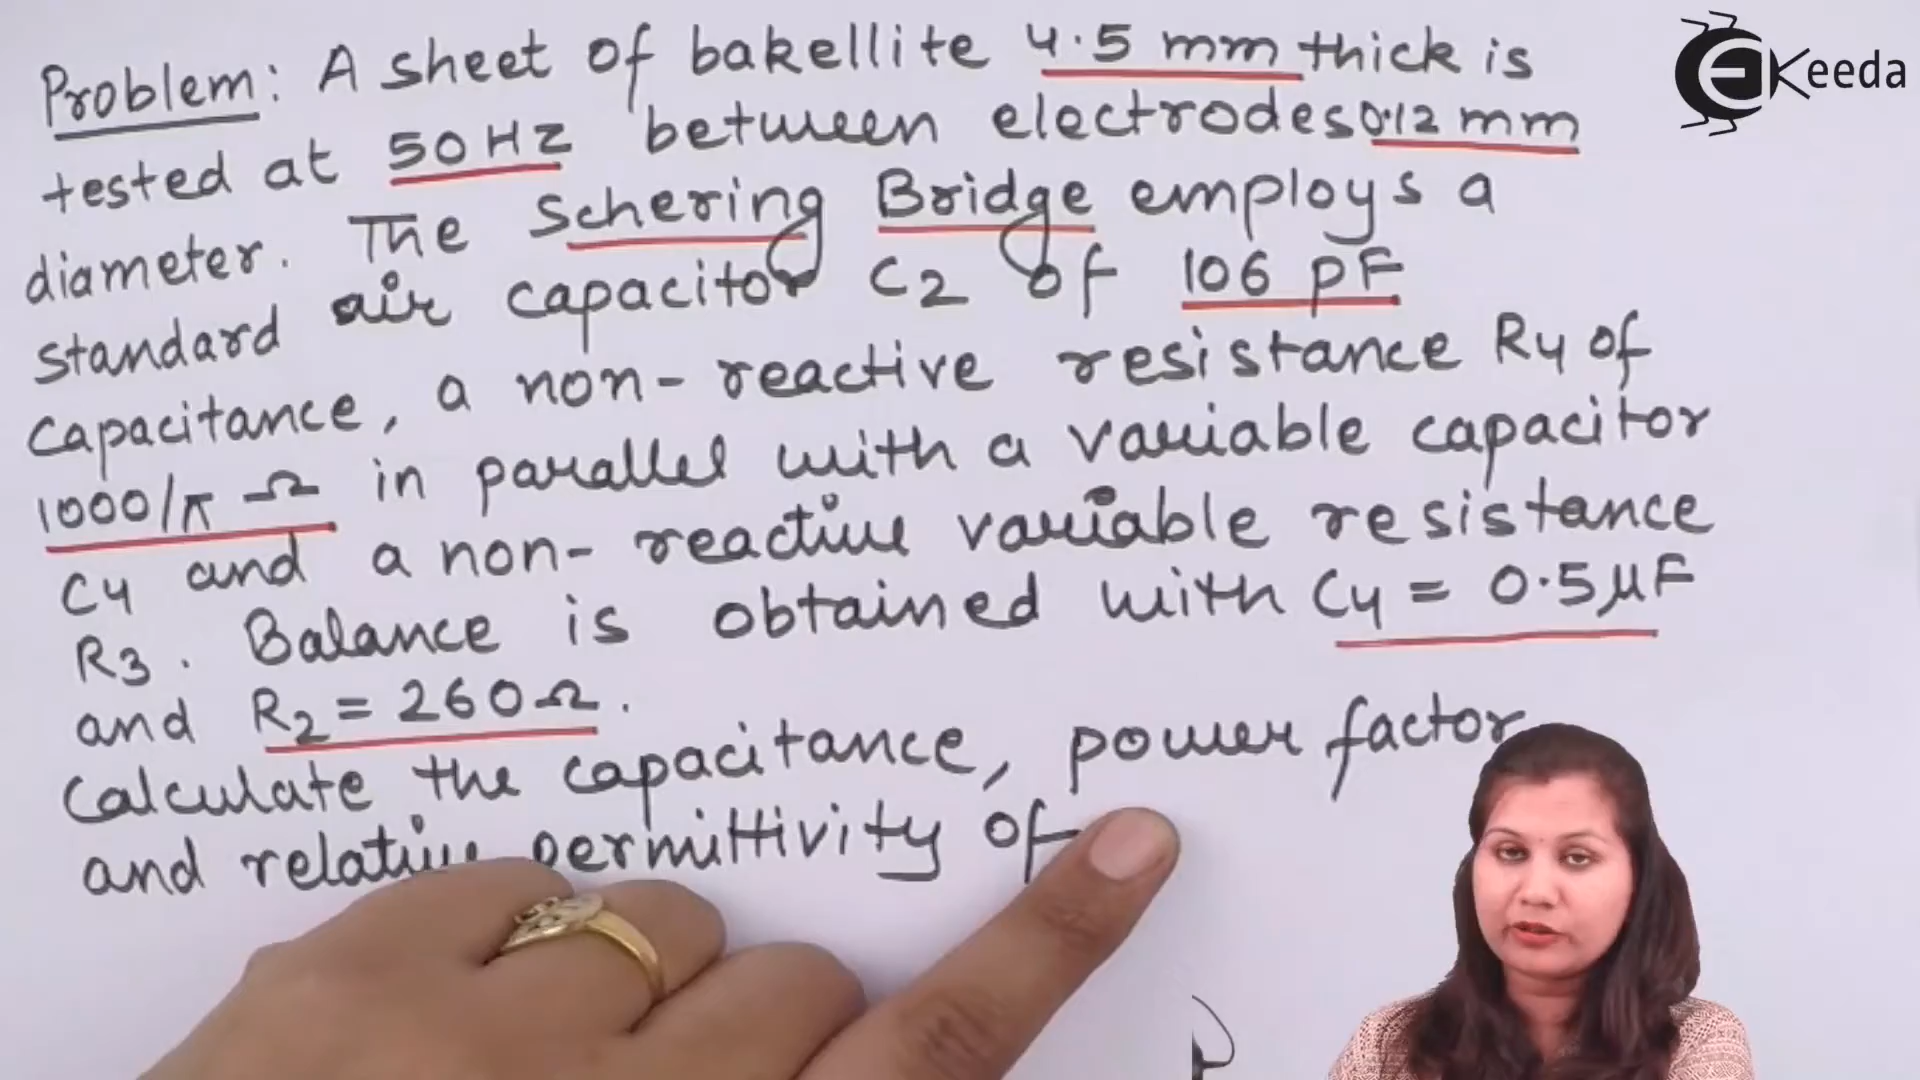 Problem: A sheet of bakellite 4.5 mm thick is
tested at 50 Hz between electrodes 0.12 mm
diameter. The Schering Bridge employs a
standard air capacitor C2 of 106 pF
Capacitance, a non-reactive resistance R4 of
1000/π Ω in parallel with a variable capacitor
C4 and a non-reactive variable resistance
R3. Balance is obtained with C4 = 0.5 μF
and R2 = 260 Ω.
Calculate the capacitance, power factor
and relative permittivity of
Ekeeda